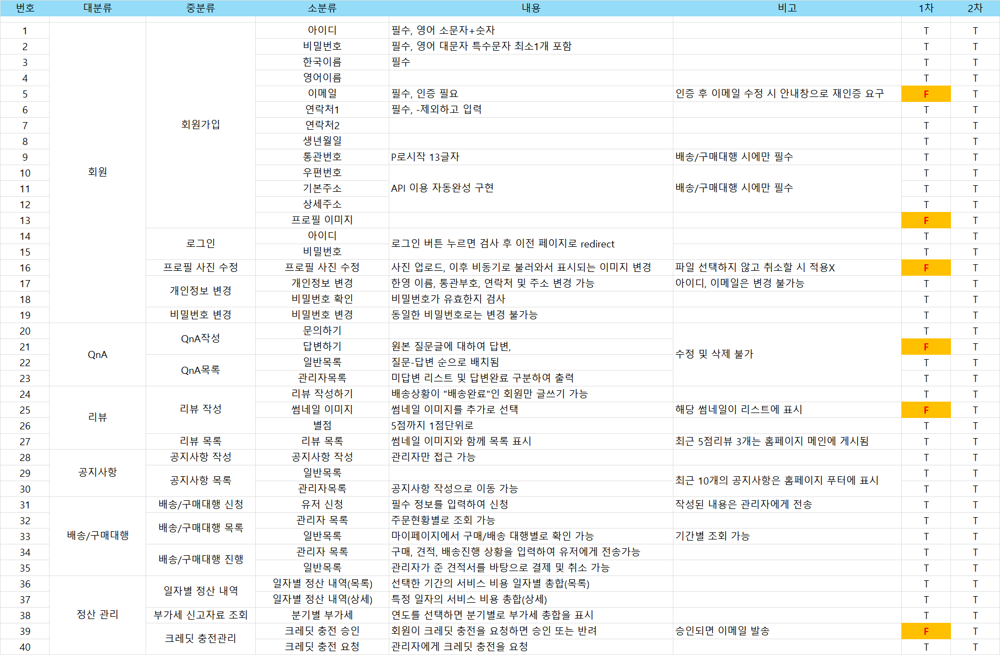 번호 대분류 중분류 소분류 내용 비고 1차 2차
1 회원 회원가입 아이디 필수, 영어 소문자+숫자 T T
2 비밀번호 필수, 영어 대문자 특수문자 최소1개 포함 T T
3 한국이름 필수 T T
4 영어이름 T T
5 이메일 필수, 인증 필요 인증 후 이메일 수정 시 안내창으로 재인증 요구 F T
6 연락처1 필수, -제외하고 입력 T T
7 연락처2 T T
8 생년월일 T T
9 통관번호 P로시작 13글자 배송/구매대행 시에만 필수 T T
10 우편번호 API 이용 자동완성 구현 배송/구매대행 시에만 필수 T T
11 기본주소 T T
12 상세주소 T T
13 프로필 이미지 F T
14 로그인 아이디 로그인 버튼 누르면 검사 후 이전 페이지로 redirect T T
15 비밀번호 T T
16 프로필 사진 수정 프로필 사진 수정 사진 업로드, 이후 비동기로 불러와서 표시되는 이미지 변경 파일 선택하지 않고 취소할 시 적용X F T
17 개인정보 변경 개인정보 변경 한영 이름, 통관부호, 연락처 및 주소 변경 가능 아이디, 이메일은 변경 불가능 T T
18 비밀번호 확인 비밀번호가 유효한지 검사 T T
19 비밀번호 변경 비밀번호 변경 동일한 비밀번호로는 변경 불가능 T T
20 QnA QnA작성 문의하기 수정 및 삭제 불가 T T
21 답변하기 원본 질문글에 대하여 답변, F T
22 QnA목록 일반목록 질문-답변 순으로 배치됨 T T
23 관리자목록 미답변 리스트 및 답변완료 구분하여 출력 T T
24 리뷰 리뷰 작성 리뷰 작성하기 배송상황이 "배송완료"인 회원만 글쓰기 가능 T T
25 썸네일 이미지 썸네일 이미지를 추가로 선택 해당 썸네일이 리스트에 표시 F T
26 별점 5점까지 1점단위로 T T
27 리뷰 목록 리뷰 목록 썸네일 이미지와 함께 목록 표시 최근 5점리뷰 3개는 홈페이지 메인에 게시됨 T T
28 공지사항 공지사항 작성 공지사항 작성 관리자만 접근 가능 T T
29 공지사항 목록 일반목록 최근 10개의 공지사항은 홈페이지 푸터에 표시 T T
30 관리자목록 공지사항 작성으로 이동 가능 T T
31 배송/구매대행 배송/구매대행 신청 유저 신청 필수 정보를 입력하여 신청 작성된 내용은 관리자에게 전송 T T
32 배송/구매대행 목록 관리자 목록 주문현황별로 조회 가능 T T
33 일반목록 마이페이지에서 구매/배송 대행별로 확인 가능 기간별 조회 가능 T T
34 배송/구매대행 진행 관리자 목록 구매, 견적, 배송진행 상황을 입력하여 유저에게 전송가능 T T
35 일반목록 관리자가 준 견적서를 바탕으로 결제 및 취소 가능 T T
36 정산 관리 일자별 정산 내역 일자별 정산 내역(목록) 선택한 기간의 서비스 비용 일자별 총합(목록) T T
37 일자별 정산 내역(상세) 특정 일자의 서비스 비용 총합(상세) T T
38 부가세 신고자료 조회 분기별 부가세 연도를 선택하면 분기별로 부가세 총합을 표시 T T
39 크레딧 충전관리 크레딧 충전 승인 회원이 크레딧 충전을 요청하면 승인 또는 반려 승인되면 이메일 발송 F T
40 크레딧 충전 요청 관리자에게 크레딧 충전을 요청 T T